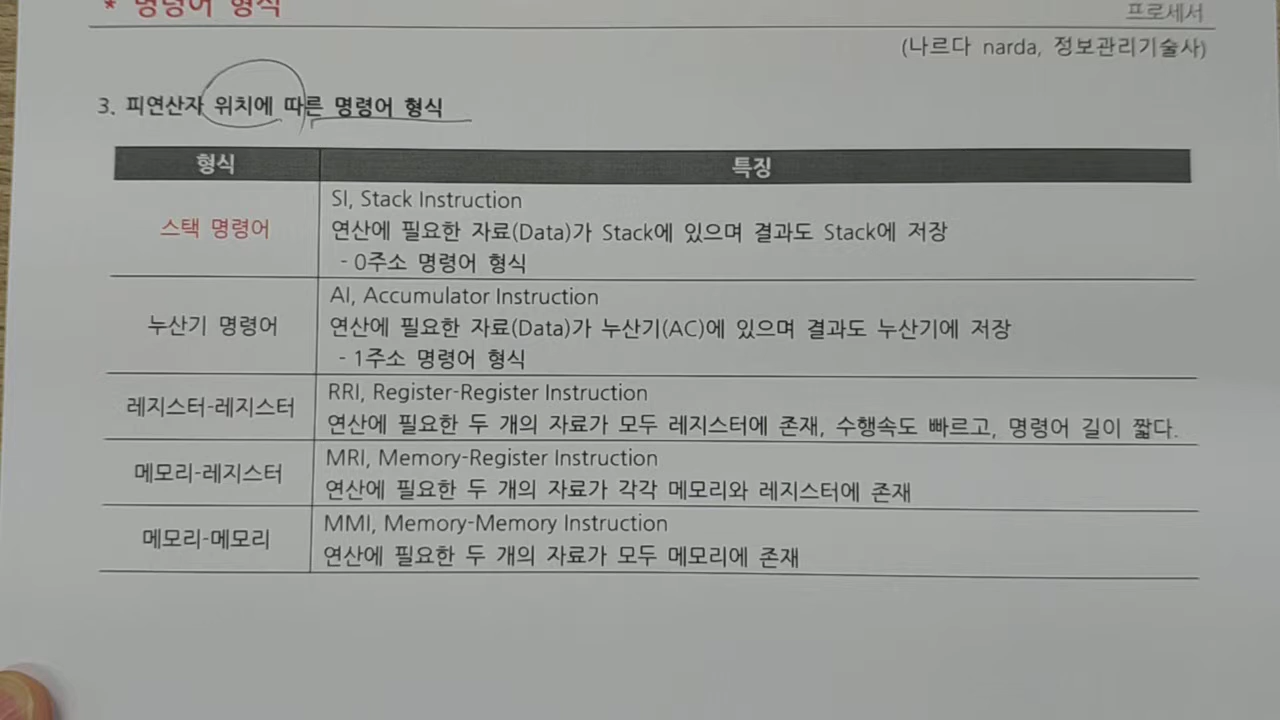 * 명령어 형식
프로세서
(나르다 narda, 정보관리기술사)
3. 피연산자 위치에 따른 명령어 형식
형식
특징
스택 명령어
SI, Stack Instruction
연산에 필요한 자료(Data)가 Stack에 있으며 결과도 Stack에 저장
- 0주소 명령어 형식
누산기 명령어
AI, Accumulator Instruction
연산에 필요한 자료(Data)가 누산기(AC)에 있으며 결과도 누산기에 저장
- 1주소 명령어 형식
레지스터-레지스터
RRI, Register-Register Instruction
연산에 필요한 두 개의 자료가 모두 레지스터에 존재, 수행속도 빠르고, 명령어 길이 짧다.
메모리-레지스터
MRI, Memory-Register Instruction
연산에 필요한 두 개의 자료가 각각 메모리와 레지스터에 존재
메모리-메모리
MMI, Memory-Memory Instruction
연산에 필요한 두 개의 자료가 모두 메모리에 존재